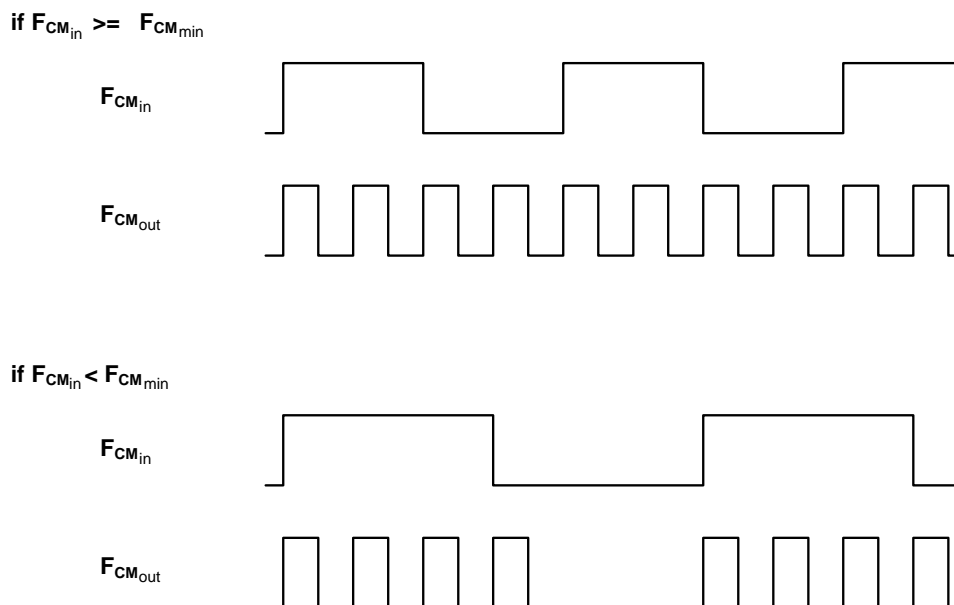 if FCMin >= FCMmin
FCMin
FCMout
if FCMin < FCMmin
FCMin
FCMout